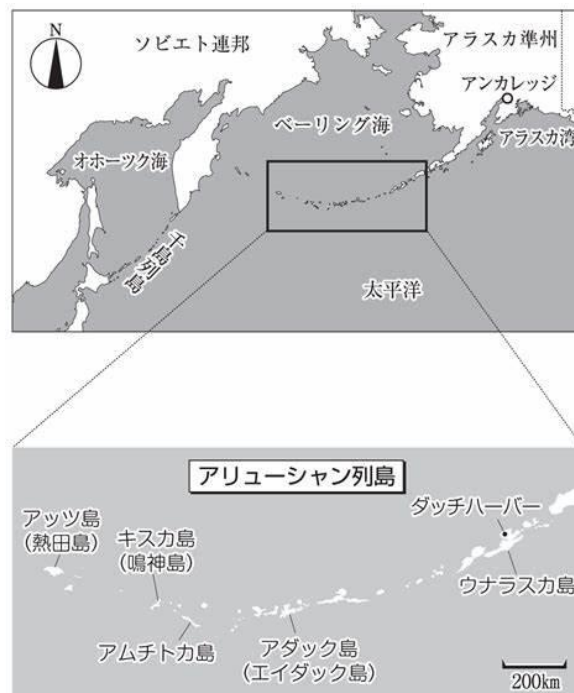 ソビエト連邦
アラスカ準州
アンカレッジ
ベーリング海
アラスカ湾
オホーツク海
千島列島
太平洋
アリューシャン列島
ダッチハーバー
アッツ島
(熱田島)
キスカ島
(鳴神島)
ウナラスカ島
アムチトカ島
アダック島
(エイダック島)
200km
N